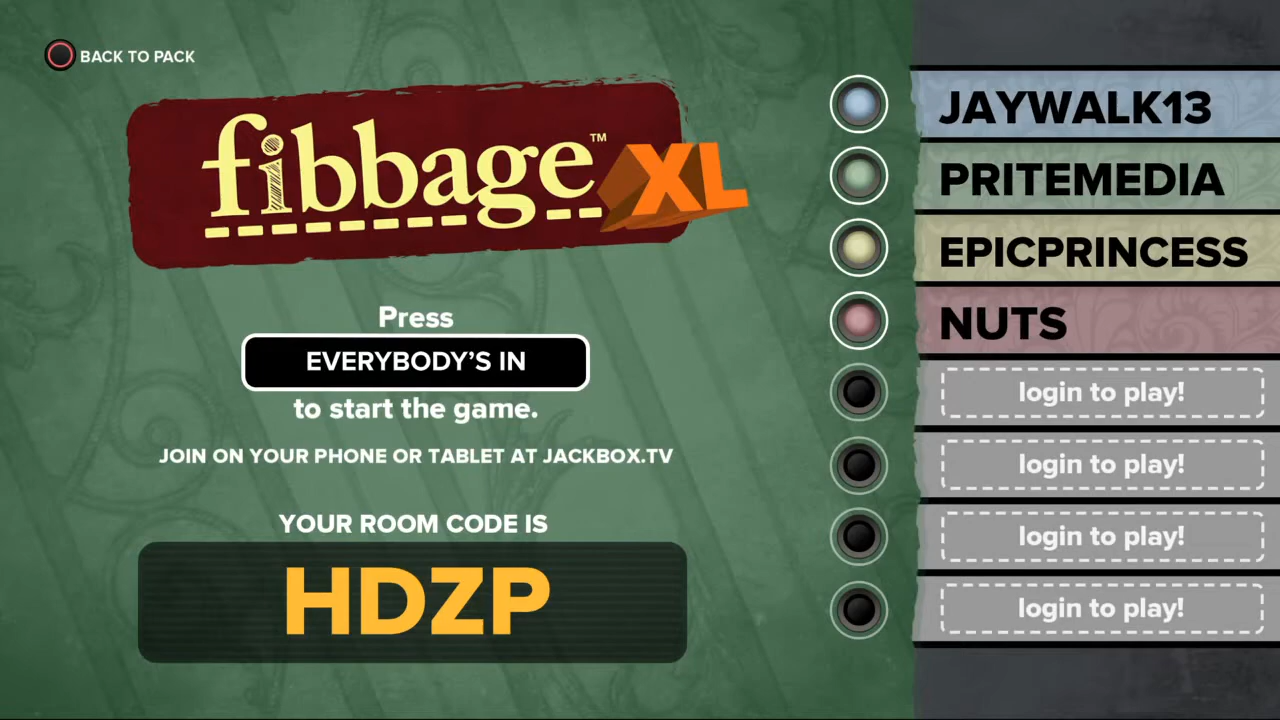 BACK TO PACK
fibbage™ XL
Press
EVERYBODY'S IN
to start the game.
JOIN ON YOUR PHONE OR TABLET AT JACKBOX.TV
YOUR ROOM CODE IS
HDZP
JAYWALK13
PRITEMEDIA
EPICPRINCESS
NUTS
login to play!
login to play!
login to play!
login to play!